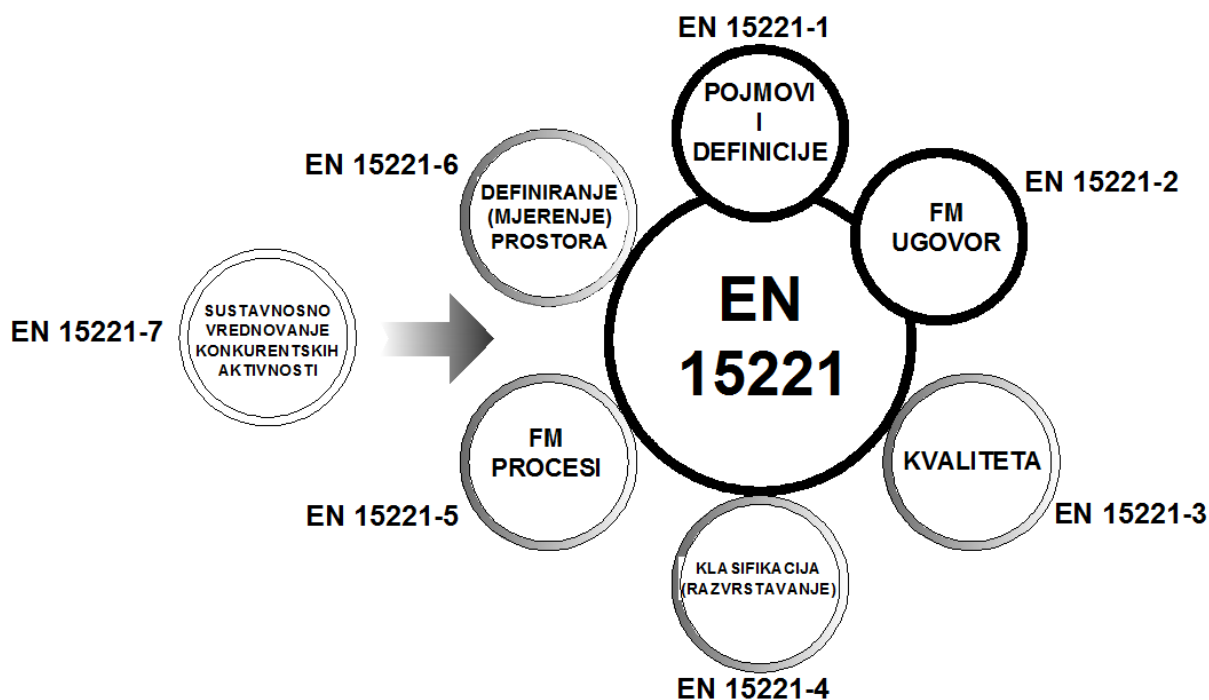 EN 15221-1
POJMOVI
I
DEFINICIJE
EN 15221-2
FM
UGOVOR
EN 15221-6
DEFINIRANJE
(MJERENJE)
PROSTORA
EN
15221
EN 15221-7
SUSTAVNOSNO
VREDNOVANJE
KONKURENTSKIH
AKTIVNOSTI
FM
PROCESI
EN 15221-5
KVALITETA
EN 15221-3
KLASIFIKACIJA
(RAZVRSTAVANJE)
EN 15221-4